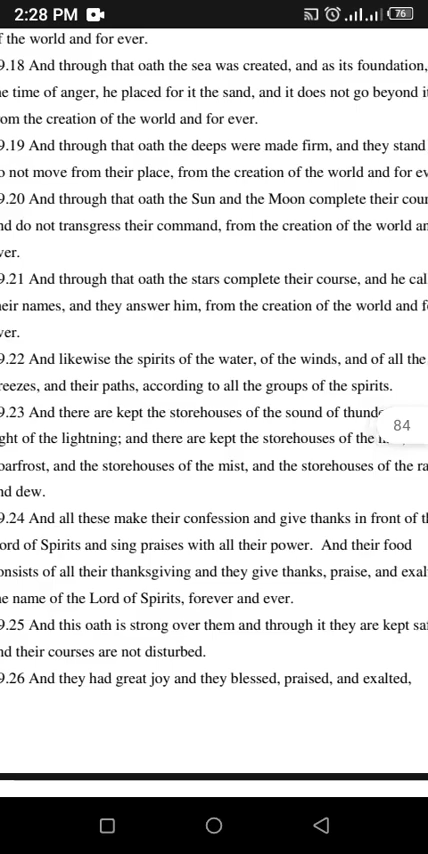 2:28 PM 76
f the world and for ever.
9.18 And through that oath the sea was created, and as its foundation,
e time of anger, he placed for it the sand, and it does not go beyond i
om the creation of the world and for ever.
9.19 And through that oath the deeps were made firm, and they stand
o not move from their place, from the creation of the world and for ev
9.20 And through that oath the Sun and the Moon complete their cour
nd do not transgress their command, from the creation of the world an
ver.
9.21 And through that oath the stars complete their course, and he cal
eir names, and they answer him, from the creation of the world and f
ver.
9.22 And likewise the spirits of the water, of the winds, and of all the
reezes, and their paths, according to all the groups of the spirits.
9.23 And there are kept the storehouses of the sound of thunde
84
ght of the lightning; and there are kept the storehouses of the
oarfrost, and the storehouses of the mist, and the storehouses of the ra
nd dew.
9.24 And all these make their confession and give thanks in front of t
ord of Spirits and sing praises with all their power. And their food
onsists of all their thanksgiving and they give thanks, praise, and exal
e name of the Lord of Spirits, forever and ever.
9.25 And this oath is strong over them and through it they are kept sa
nd their courses are not disturbed.
9.26 And they had great joy and they blessed, praised, and exalted,